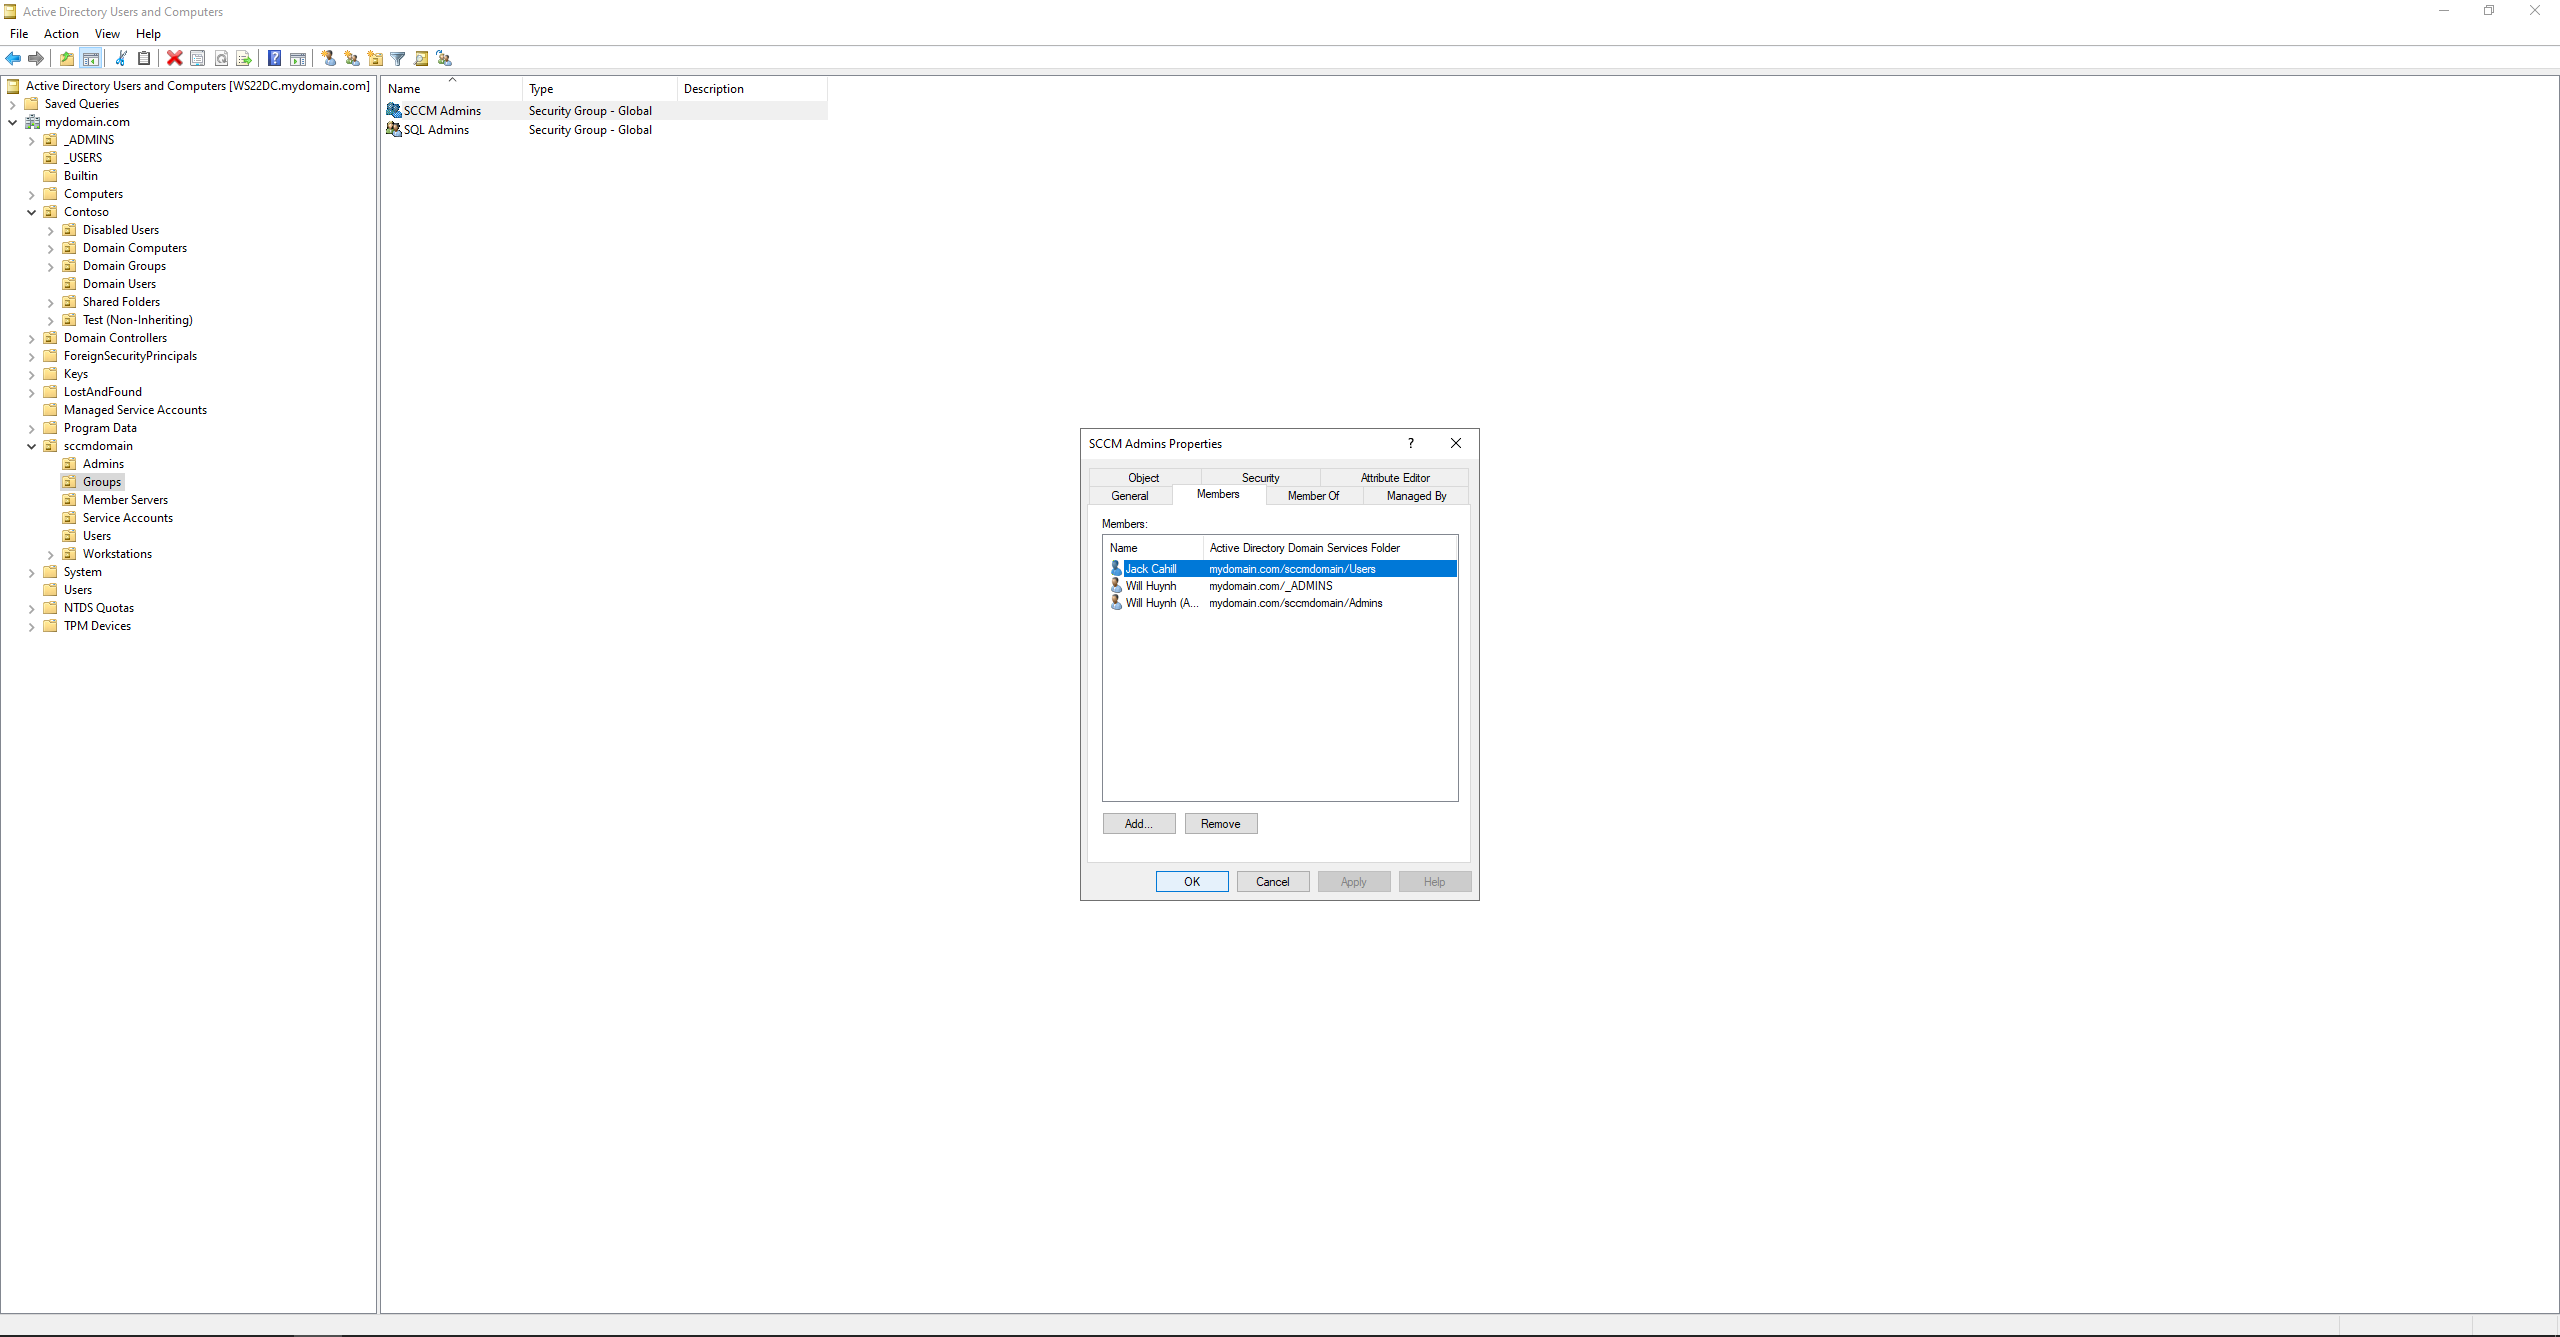 Active Directory Users and Computers
File Action View Help
Active Directory Users and Computers [WS22DC.mydomain.com]
Saved Queries
mydomain.com
_ADMINS
_USERS
Builtin
Computers
Contoso
Disabled Users
Domain Computers
Domain Groups
Domain Users
Shared Folders
Test (Non-Inheriting)
Domain Controllers
ForeignSecurityPrincipals
Keys
LostAndFound
Managed Service Accounts
Program Data
sccmdomain
Admins
Groups
Member Servers
Service Accounts
Users
Workstations
System
Users
NTDS Quotas
TPM Devices
Name Type Description
SCCM Admins Security Group - Global
SQL Admins Security Group - Global
SCCM Admins Properties ?
Object Security Attribute Editor
General Members Member Of Managed By
Members:
Name Active Directory Domain Services Folder
Jack Cahill mydomain.com/sccmdomain/Users
Will Huynh mydomain.com/_ADMINS
Will Huynh (A... mydomain.com/sccmdomain/Admins
Add... Remove
OK Cancel Apply Help